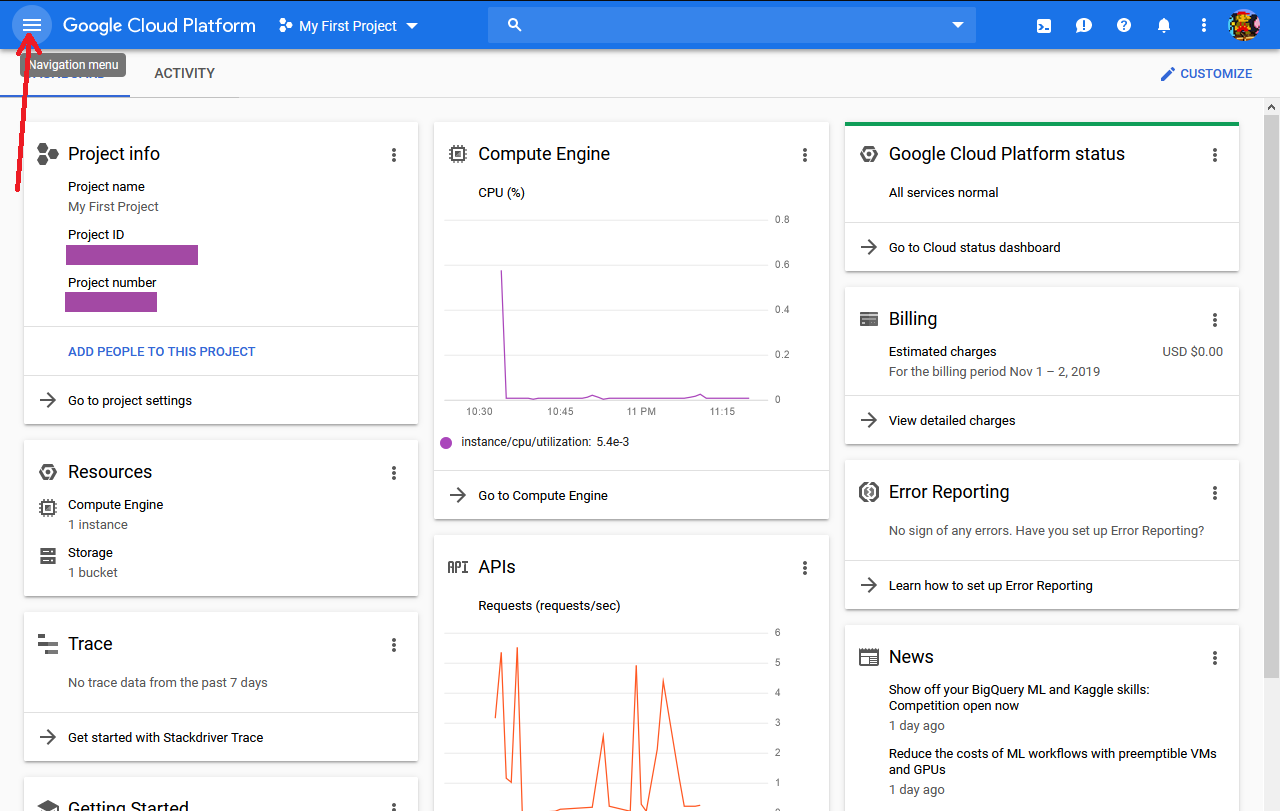 Google Cloud Platform
My First Project
Navigation menu
ACTIVITY
CUSTOMIZE
Project info
Project name
My First Project
Project ID
Project number
ADD PEOPLE TO THIS PROJECT
Go to project settings
Resources
Compute Engine
1 instance
Storage
1 bucket
Trace
No trace data from the past 7 days
Get started with Stackdriver Trace
Getting Started
Compute Engine
CPU (%)
0.8
0.6
0.4
0.2
0
10:30 10:45 11 PM 11:15
instance/cpu/utilization: 5.4e-3
Go to Compute Engine
API APIs
Requests (requests/sec)
6
5
4
3
2
1
0
Google Cloud Platform status
All services normal
Go to Cloud status dashboard
Billing
Estimated charges USD $0.00
For the billing period Nov 1 – 2, 2019
View detailed charges
Error Reporting
No sign of any errors. Have you set up Error Reporting?
Learn how to set up Error Reporting
News
Show off your BigQuery ML and Kaggle skills:
Competition open now
1 day ago
Reduce the costs of ML workflows with preemptible VMs
and GPUs
1 day ago